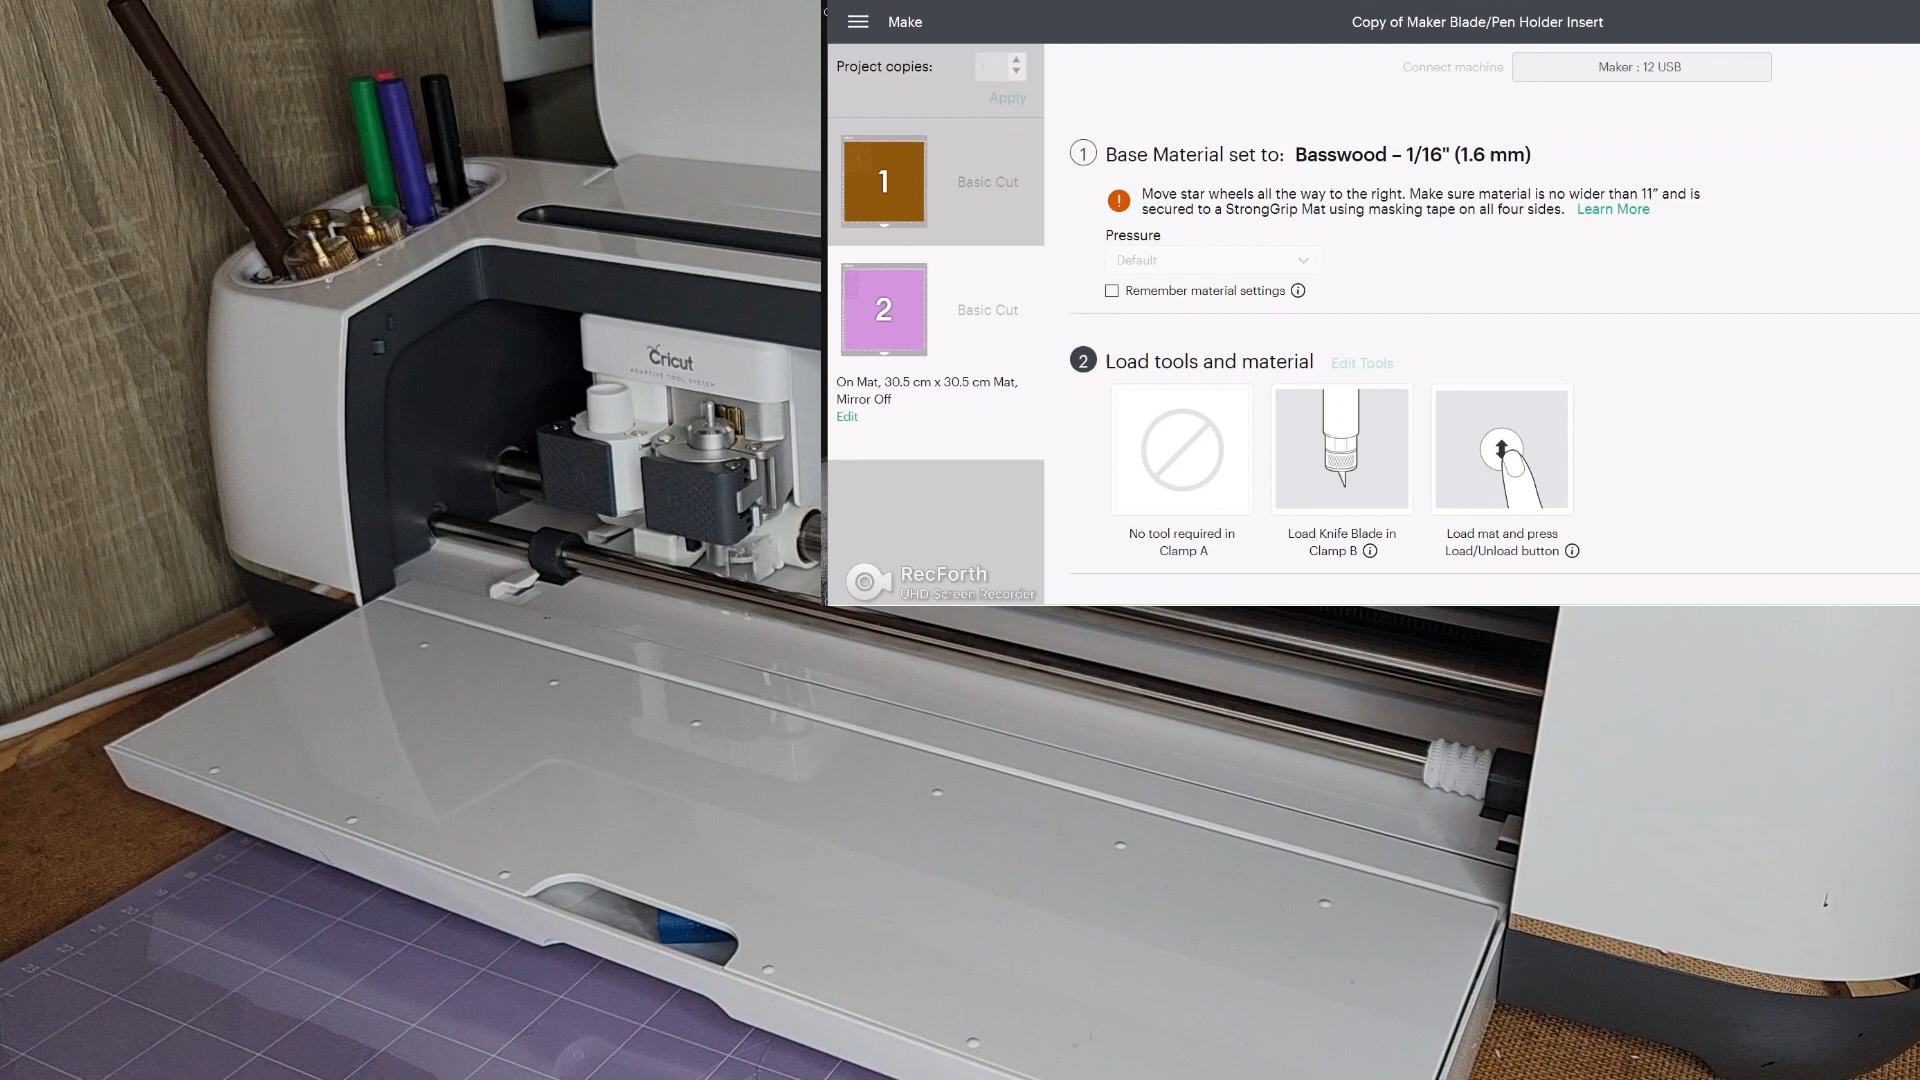 Make
Copy of Maker Blade/Pen Holder Insert
Project copies:
Apply
Connect machine
Maker : 12 USB
1
Basic Cut
2
Basic Cut
On Mat, 30.5 cm x 30.5 cm Mat,
Mirror Off
Edit
1 Base Material set to: Basswood – 1/16" (1.6 mm)
! Move star wheels all the way to the right. Make sure material is no wider than 11” and is
secured to a StrongGrip Mat using masking tape on all four sides. Learn More
Pressure
Default
Remember material settings
2 Load tools and material Edit Tools
No tool required in
Clamp A
Load Knife Blade in
Clamp B
Load mat and press
Load/Unload button
RecForth
UHD Screen Recorder
Cricut
ADAPTIVE TOOL SYSTEM